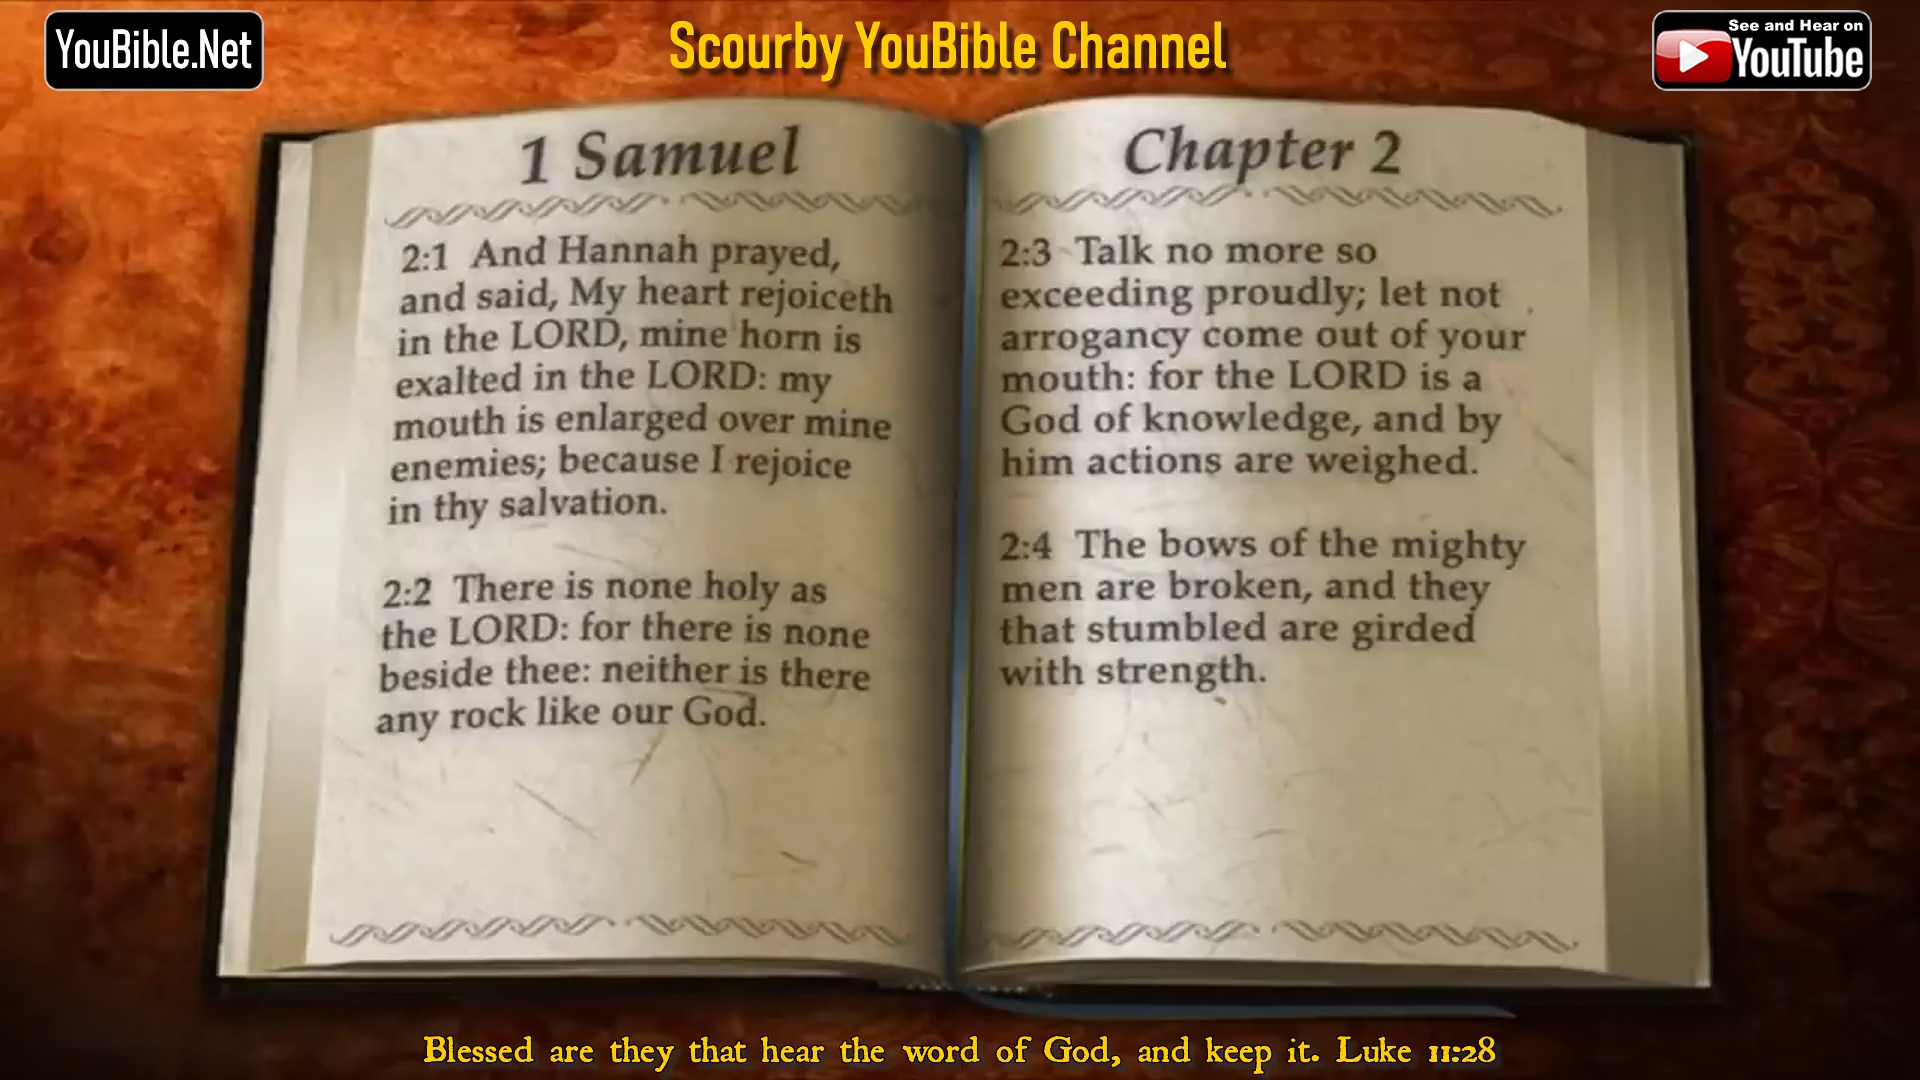 YouBible.Net
Scourby YouBible Channel
See and Hear on
YouTube
1 Samuel
2:1 And Hannah prayed,
and said, My heart rejoiceth
in the LORD, mine horn is
exalted in the LORD: my
mouth is enlarged over mine
enemies; because I rejoice
in thy salvation.
2:2 There is none holy as
the LORD: for there is none
beside thee: neither is there
any rock like our God.
Chapter 2
2:3 Talk no more so
exceeding proudly; let not
arrogancy come out of your
mouth: for the LORD is a
God of knowledge, and by
him actions are weighed.
2:4 The bows of the mighty
men are broken, and they
that stumbled are girded
with strength.
Blessed are they that hear the word of God, and keep it. Luke 11:28